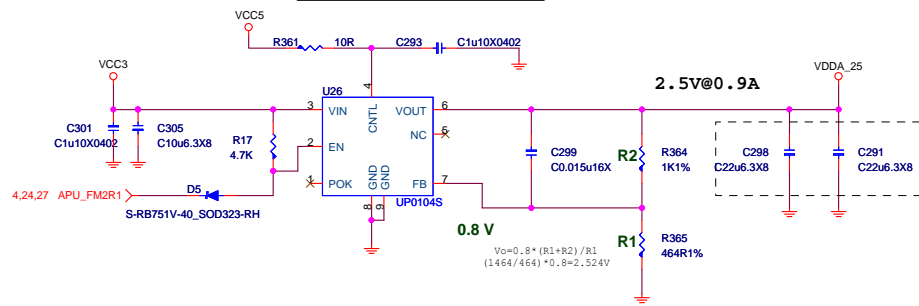 VCC5
R361 10R C293 C1u10X0402
VCC3
VDDA_25
2.5V@0.9A
U26
4
3 VIN CNTL VOUT 6
C301
C1u10X0402
C305
C10u6.3X8
R17
4.7K
2 EN
NC 5
1 POK
GND
GND
FB 7
8
9
UP0104S
C299
C0.015u16X
R2 R364
1K1%
C298
C22u6.3X8
C291
C22u6.3X8
4,24,27 APU_FM2R1
D5
S-RB751V-40_SOD323-RH
0.8 V
R1 R365
464R1%
Vo=0.8*(R1+R2)/R1
(1464/464)*0.8=2.524V